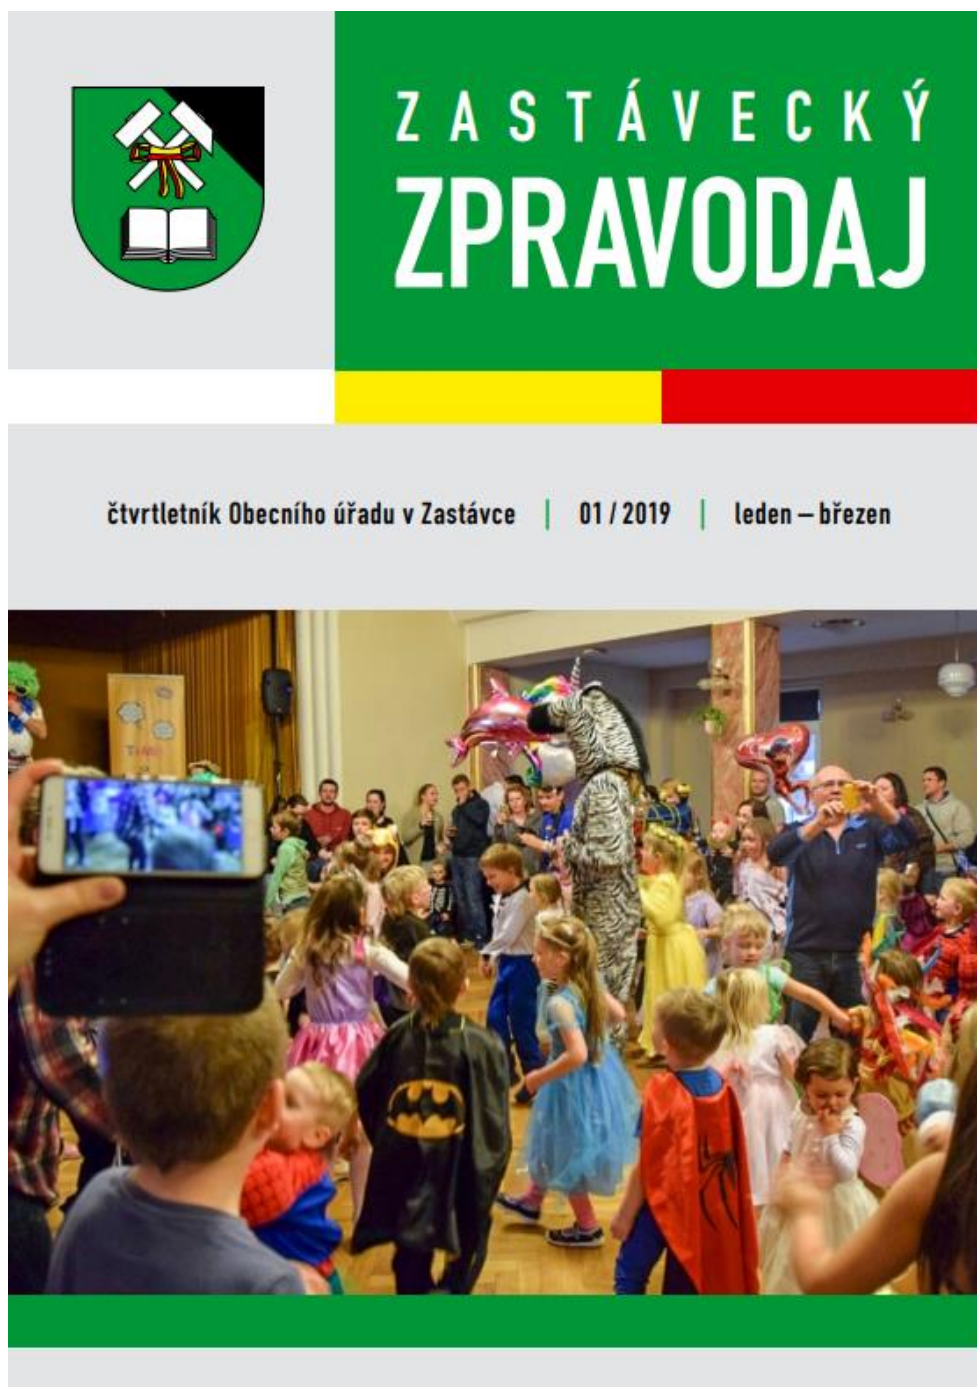 ZASTÁVECKÝ
ZPRAVODAJ
čtvrtletník Obecního úřadu v Zastávce | 01 / 2019 | leden – březen